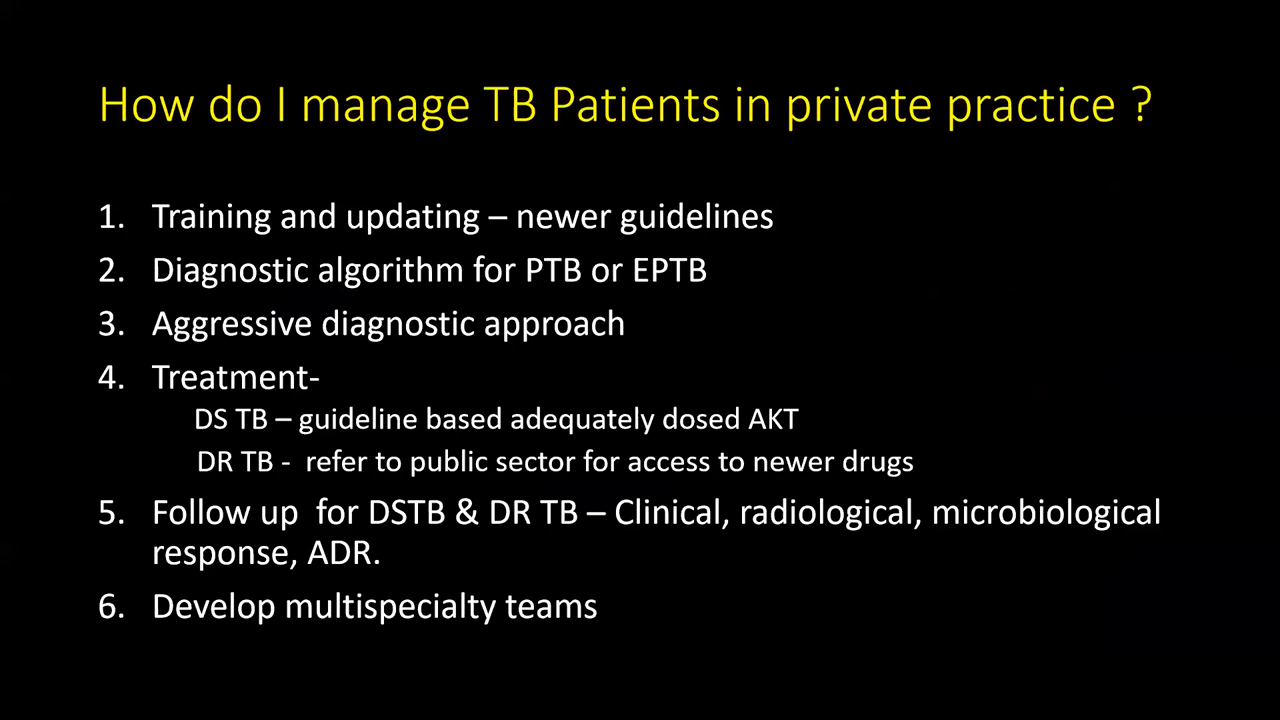 How do I manage TB Patients in private practice ?
1. Training and updating – newer guidelines
2. Diagnostic algorithm for PTB or EPTB
3. Aggressive diagnostic approach
4. Treatment-
DS TB – guideline based adequately dosed AKT
DR TB - refer to public sector for access to newer drugs
5. Follow up for DSTB & DR TB – Clinical, radiological, microbiological
response, ADR.
6. Develop multispecialty teams